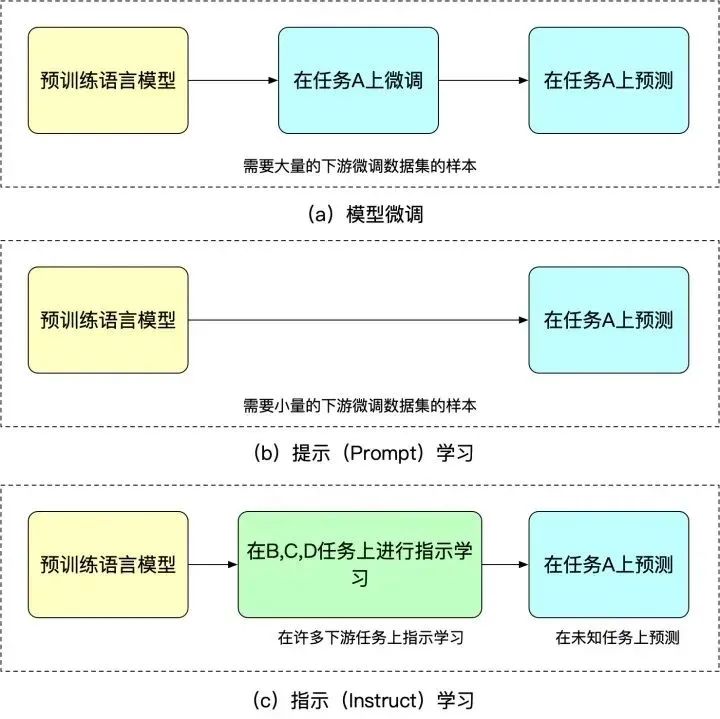 预训练语言模型
在任务A上微调
在任务A上预测
需要大量的下游微调数据集的样本
（a）模型微调
预训练语言模型
在任务A上预测
需要小量的下游微调数据集的样本
（b）提示（Prompt）学习
预训练语言模型
在B,C,D任务上进行指示学
习
在任务A上预测
在许多下游任务上指示学习
在未知任务上预测
（c）指示（Instruct）学习